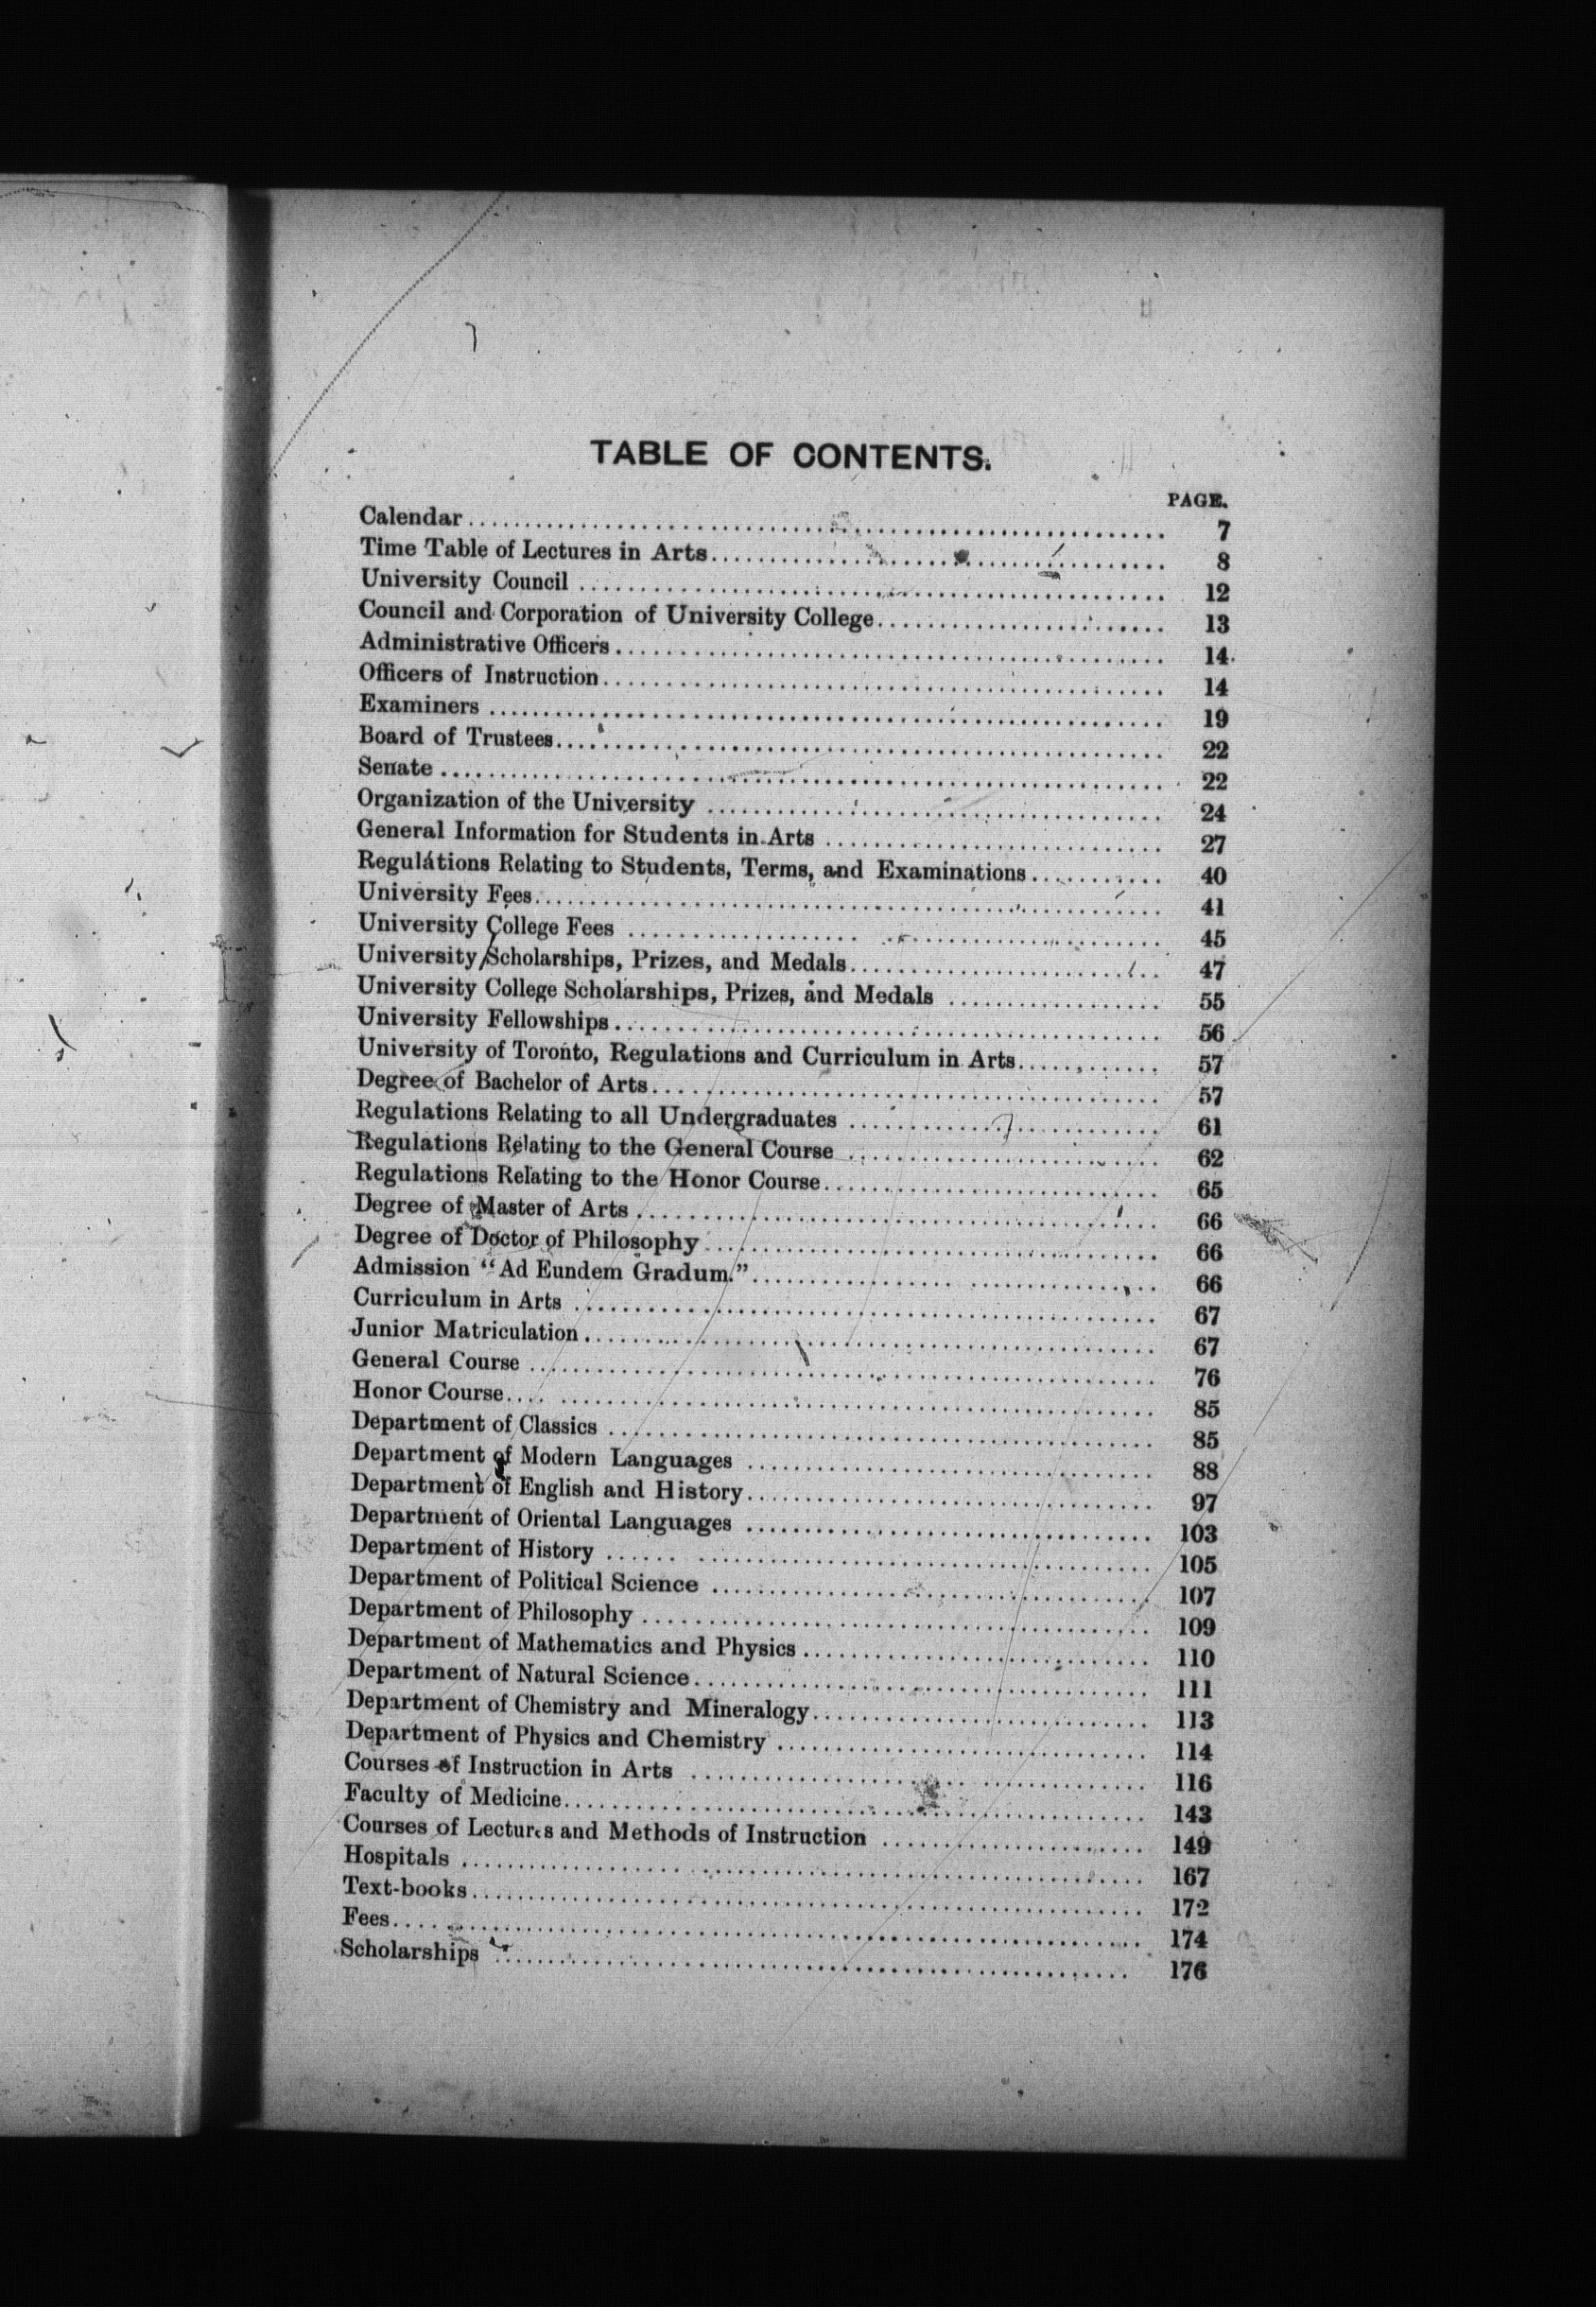 TABLE OF CONTENTS.
PAGE.
Calendar 7
Time Table of Lectures in Arts 8
University Council 12
Council and Corporation of University College 13
Administrative Officers 14
Officers of Instruction 14
Examiners 19
Board of Trustees 22
Senate 22
Organization of the University 24
General Information for Students in Arts 27
Regulations Relating to Students, Terms, and Examinations 40
University Fees 41
University College Fees 45
University Scholarships, Prizes, and Medals 47
University College Scholarships, Prizes, and Medals 55
University Fellowships 56
University of Toronto, Regulations and Curriculum in Arts 57
Degree of Bachelor of Arts 57
Regulations Relating to all Undergraduates 61
Regulations Relating to the General Course 62
Regulations Relating to the Honor Course 65
Degree of Master of Arts 66
Degree of Doctor of Philosophy 66
Admission “Ad Eundem Gradum.” 66
Curriculum in Arts 67
Junior Matriculation 67
General Course 76
Honor Course 85
Department of Classics 85
Department of Modern Languages 88
Department of English and History 97
Department of Oriental Languages 103
Department of History 105
Department of Political Science 107
Department of Philosophy 109
Department of Mathematics and Physics 110
Department of Natural Science 111
Department of Chemistry and Mineralogy 113
Department of Physics and Chemistry 114
Courses of Instruction in Arts 116
Faculty of Medicine 143
Courses of Lectures and Methods of Instruction 149
Hospitals 167
Text-books 172
Fees 174
Scholarships 176